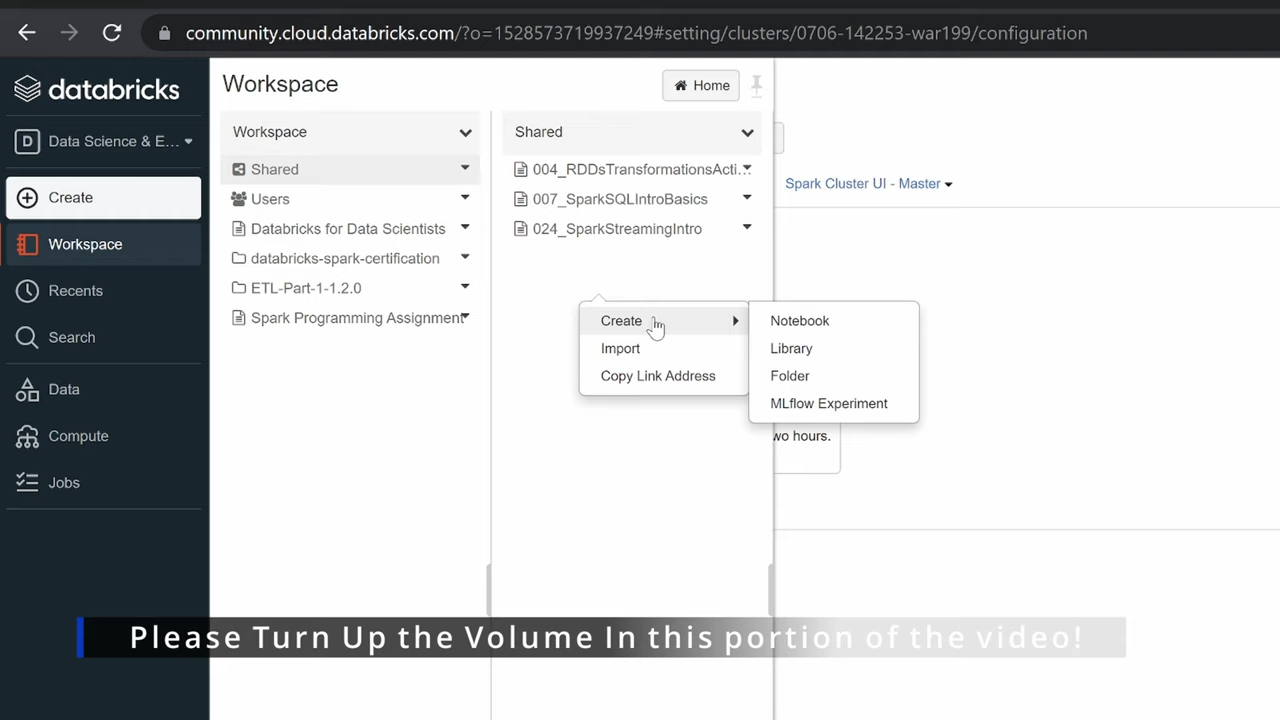 community.cloud.databricks.com/?o=1528573719937249#setting/clusters/0706-142253-war199/configuration
databricks
D Data Science & E...
Create
Workspace
Recents
Search
Data
Compute
Jobs
Workspace
Home
Workspace
Shared
Users
Databricks for Data Scientists
databricks-spark-certification
ETL-Part-1-1.2.0
Spark Programming Assignment
Shared
004_RDDsTransformationsActi...
007_SparkSQLIntroBasics
024_SparkStreamingIntro
Create
Import
Copy Link Address
Notebook
Library
Folder
MLflow Experiment
Spark Cluster UI - Master
wo hours.
Please Turn Up the Volume In this portion of the video!